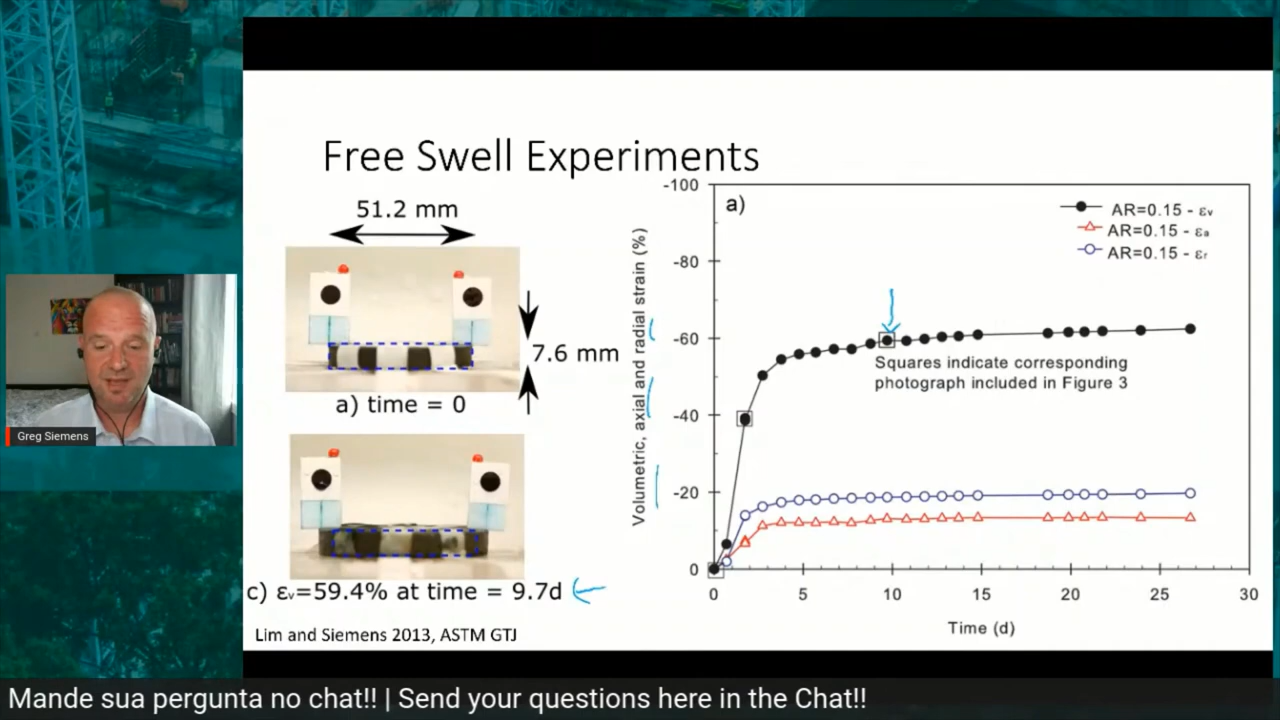 Free Swell Experiments
51.2 mm
7.6 mm
a) time = 0
c) εᵥ=59.4% at time = 9.7d
Lim and Siemens 2013, ASTM GTJ
Volumetric, axial and radial strain (%)
-100
-80
-60
-40
-20
0
a)
AR=0.15 - εᵥ
AR=0.15 - εₐ
AR=0.15 - εᵣ
Squares indicate corresponding
photograph included in Figure 3
0 5 10 15 20 25 30
Time (d)
Greg Siemens
Mande sua pergunta no chat!! | Send your questions here in the Chat!!